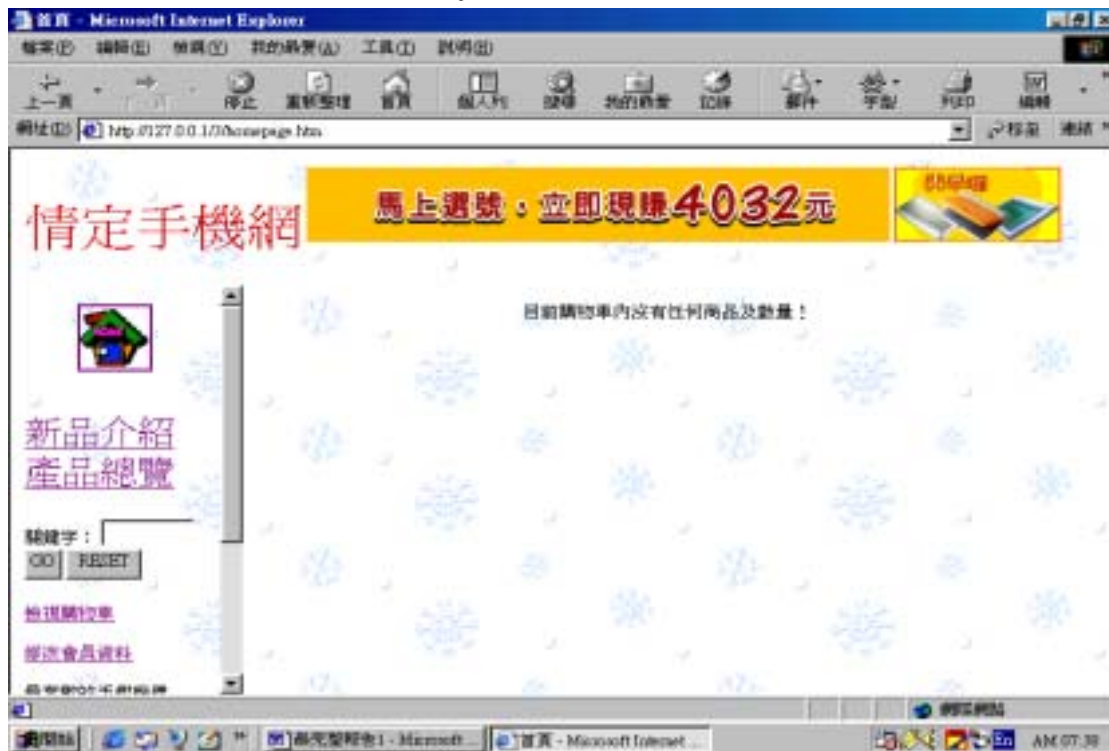 首頁 - Microsoft Internet Explorer
檔案(F) 編輯(E) 檢視(V) 我的最愛(A) 工具(T) 說明(H)
上一頁 停止 重新整理 首頁 搜尋 我的最愛 記錄 郵件 字型 列印 編輯
網址(D) http://127.0.0.1/3/homepage.htm 移至 連結
情定手機網
馬上選號，立即現賺4032元
目前購物車內沒有任何商品及數量！
新品介紹
產品總覽
關鍵字：
GO RESET
檢視購物車
修改會員資料
開始 首頁 - Microsoft Internet ... En AM 07:38